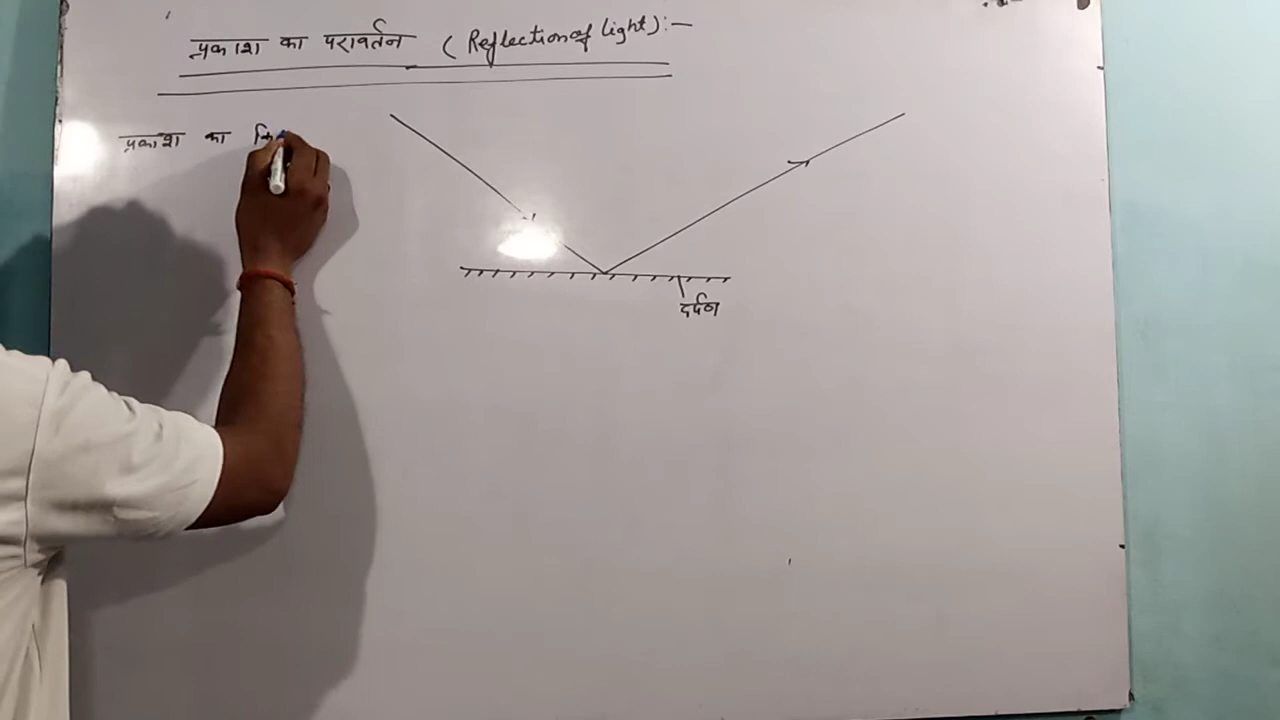 प्रकाश का परावर्तन (Reflection of light):-
प्रकाश का
दर्पण